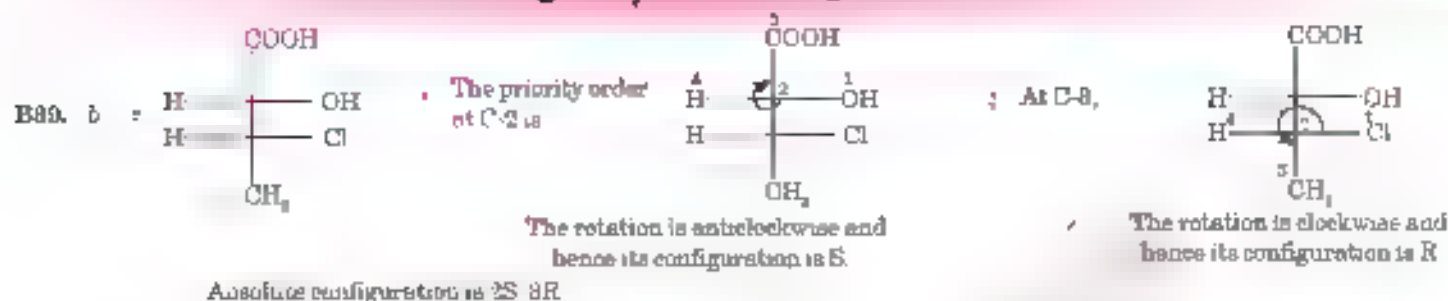 COOH
B89. b = H OH
H Cl
CH₃
. The priority order
at C-2 is
3
COOH
4 2 1
H OH
H Cl
CH₃
The rotation is anticlockwise and
hence its configuration is S.
; At C-3,
COOH
H OH
4 2 1
H Cl
3
CH₃
The rotation is clockwise and
hence its configuration is R
Absolute configuration is 2S 3R